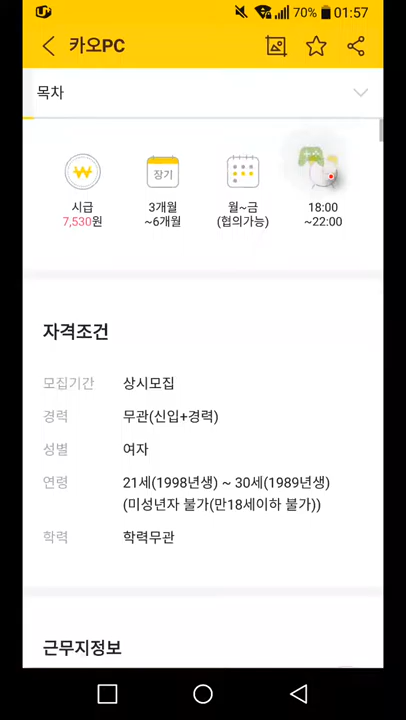 70% 01:57
카오PC
목차
장기
시급 3개월 월~금 18:00
7,530원 ~6개월 (협의가능) ~22:00
자격조건
모집기간 상시모집
경력 무관(신입+경력)
성별 여자
연령 21세(1998년생) ~ 30세(1989년생)
(미성년자 불가(만18세이하 불가))
학력 학력무관
근무지정보